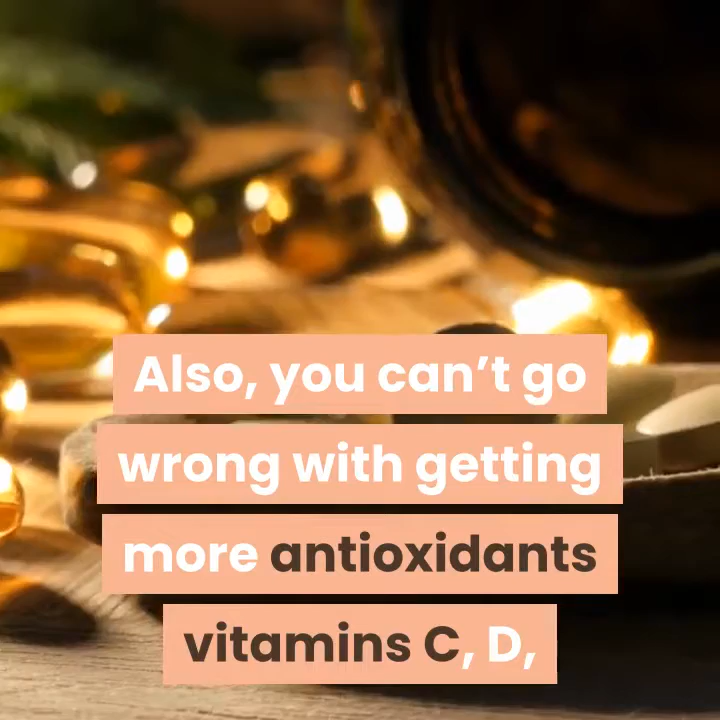 Also, you can’t go
wrong with getting
more antioxidants
vitamins C, D,